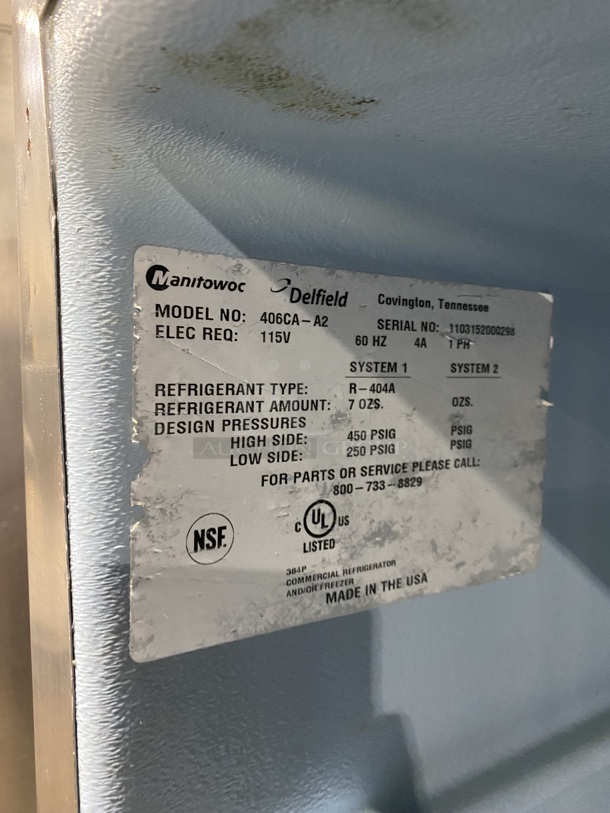 Manitowoc Delfield Covington, Tennessee
MODEL NO: 406CA-A2 SERIAL NO: 1103152000298
ELEC REQ: 115V 60 HZ 4A 1 PH
SYSTEM 1 SYSTEM 2
REFRIGERANT TYPE: R-404A
REFRIGERANT AMOUNT: 7 OZS. OZS.
DESIGN PRESSURES
HIGH SIDE: 450 PSIG PSIG
LOW SIDE: 250 PSIG PSIG
FOR PARTS OR SERVICE PLEASE CALL:
800-733-8829
NSF.
C UL US
LISTED
384P
COMMERCIAL REFRIGERATOR
AND/OR FREEZER
MADE IN THE USA